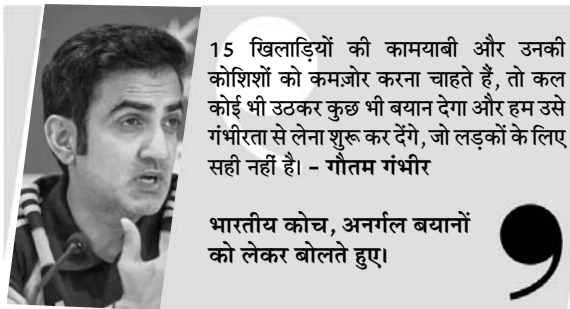 15 खिलाड़ियों की कामयाबी और उनकी
कोशिशों को कमज़ोर करना चाहते हैं, तो कल
कोई भी उठकर कुछ भी बयान देगा और हम उसे
गंभीरता से लेना शुरू कर देंगे, जो लड़कों के लिए
सही नहीं है। – गौतम गंभीर
भारतीय कोच, अनर्गल बयानों
को लेकर बोलते हुए।